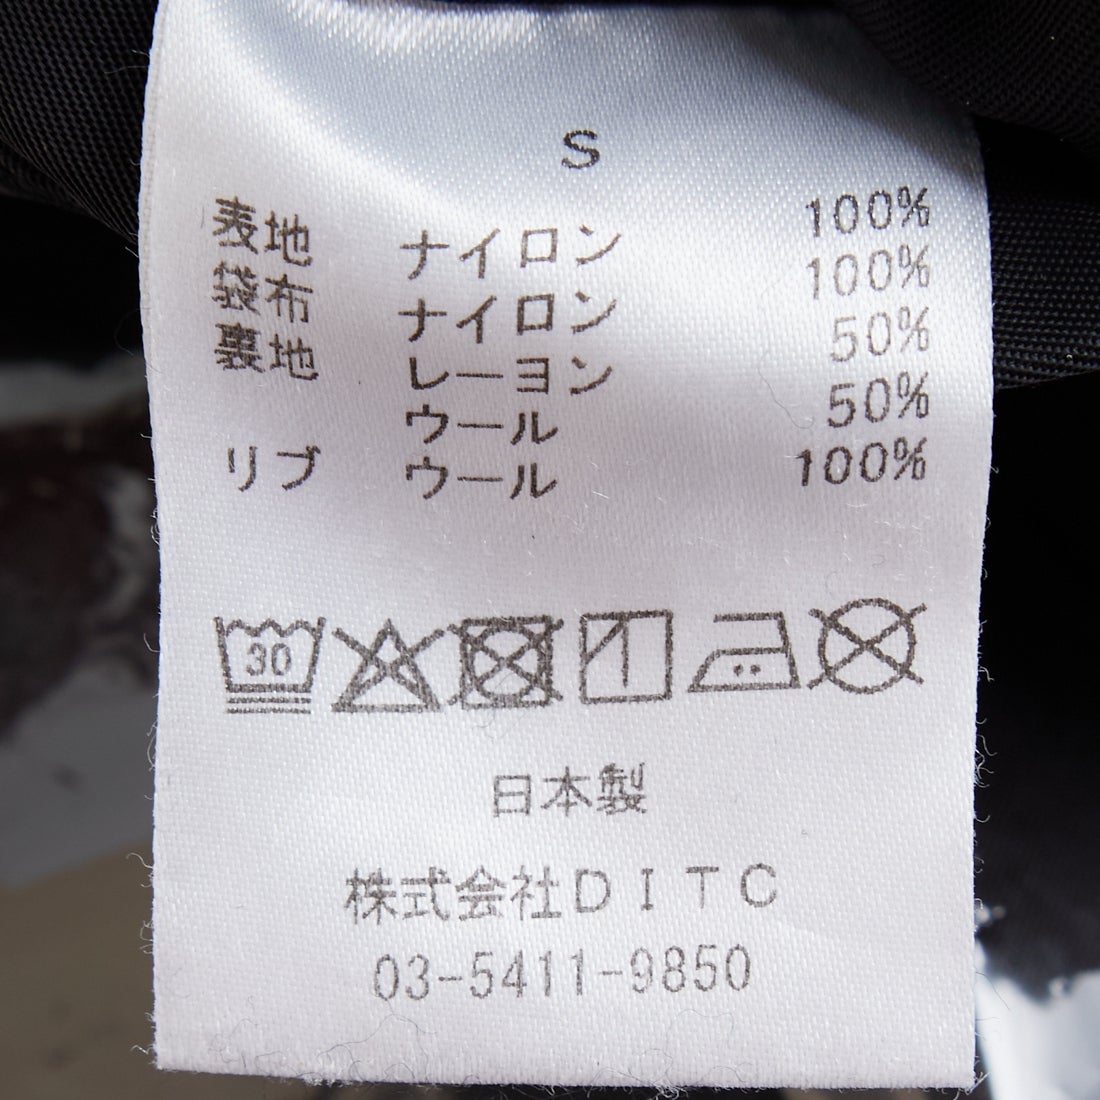 S
表地 ナイロン 100%
袋布 ナイロン 100%
裏地 レーヨン 50%
ウール 50%
リブ ウール 100%
30
日本製
株式会社DITC
03-5411-9850